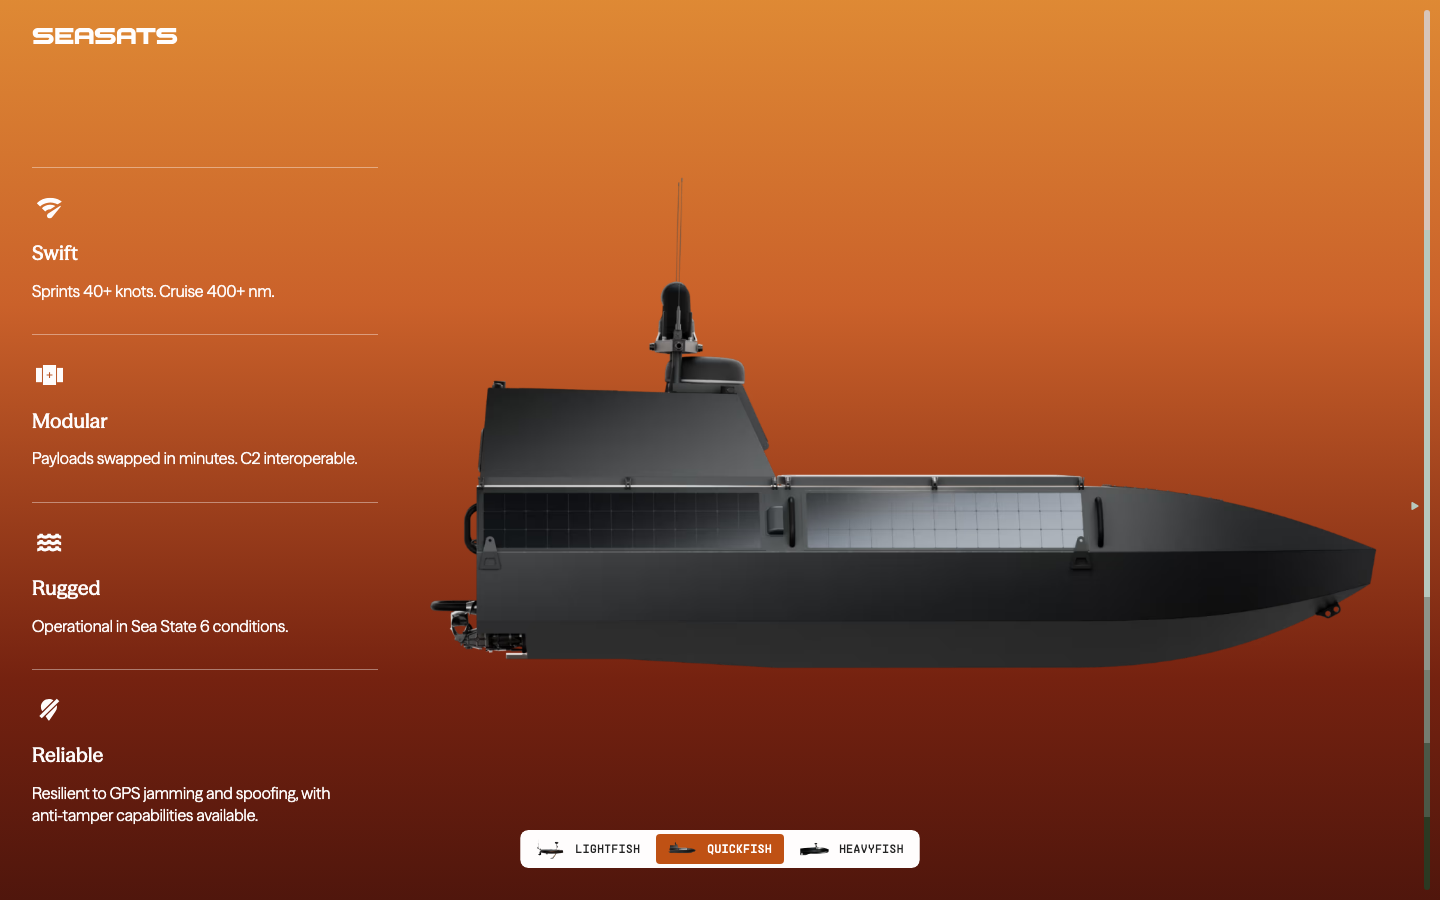 SEASATS
Swift
Sprints 40+ knots. Cruise 400+ nm.
Modular
Payloads swapped in minutes. C2 interoperable.
Rugged
Operational in Sea State 6 conditions.
Reliable
Resilient to GPS jamming and spoofing, with
anti-tamper capabilities available.
LIGHTFISH
QUICKFISH
HEAVYFISH